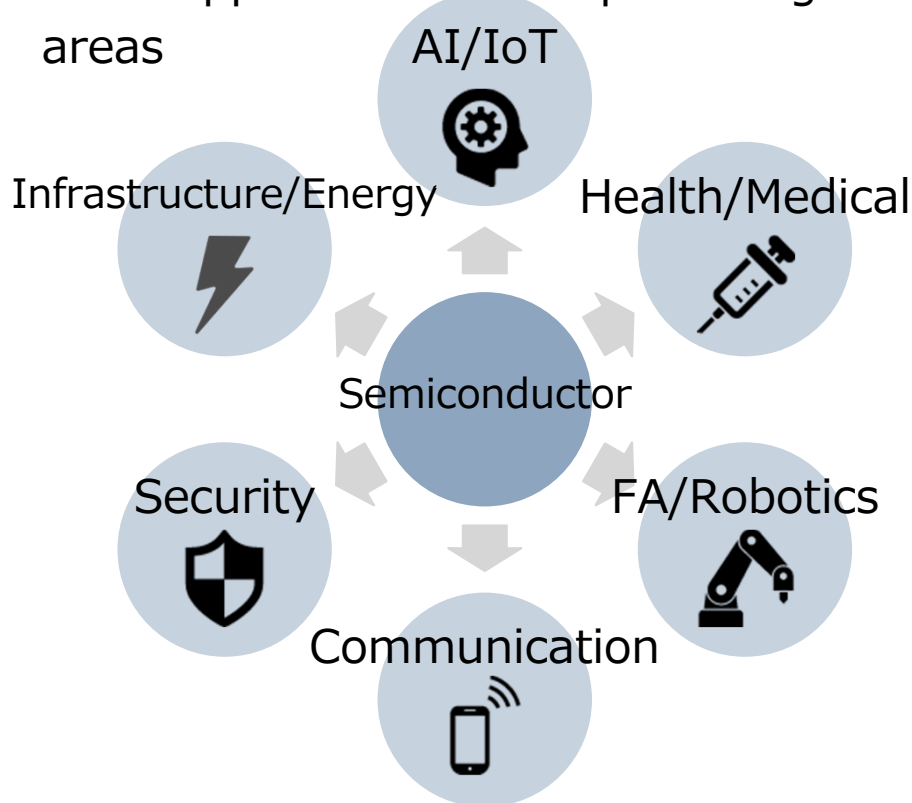 areas
AI/IoT
Infrastructure/Energy
Health/Medical
Semiconductor
Security
FA/Robotics
Communication